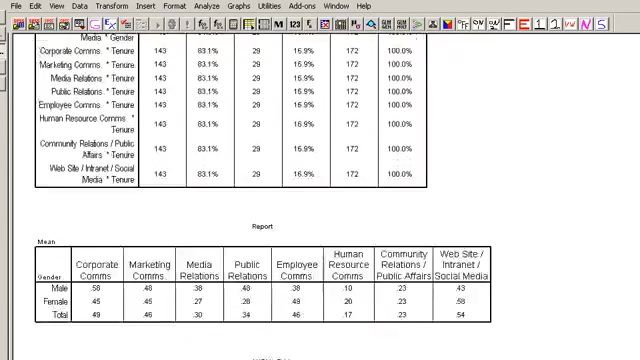 File Edit View Data Transform Insert Format Analyze Graphs Utilities Add-ons Window Help
Media * Gender
Corporate Comms. * Tenure 143 83.1% 29 16.9% 172 100.0%
Marketing Comms. * Tenure 143 83.1% 29 16.9% 172 100.0%
Media Relations * Tenure 143 83.1% 29 16.9% 172 100.0%
Public Relations * Tenure 143 83.1% 29 16.9% 172 100.0%
Employee Comms. * Tenure 143 83.1% 29 16.9% 172 100.0%
Human Resource Comms. * Tenure 143 83.1% 29 16.9% 172 100.0%
Community Relations / Public Affairs * Tenure 143 83.1% 29 16.9% 172 100.0%
Web Site / Intranet / Social Media * Tenure 143 83.1% 29 16.9% 172 100.0%
Report
Mean
Gender Corporate Comms Marketing Comms. Media Relations Public Relations Employee Comms. Human Resource Comms Community Relations / Public Affairs Web Site / Intranet / Social Media
Male .58 .48 .38 .48 .38 .10 .23 .43
Female .45 .45 .27 .28 .49 .20 .23 .58
Total .49 .46 .30 .34 .46 .17 .23 .54